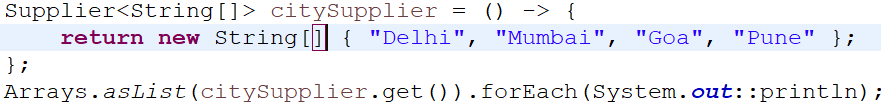 Supplier<String[]> citySupplier = () -> {
    return new String[] { "Delhi", "Mumbai", "Goa", "Pune" };
};
Arrays.asList(citySupplier.get()).forEach(System.out::println);